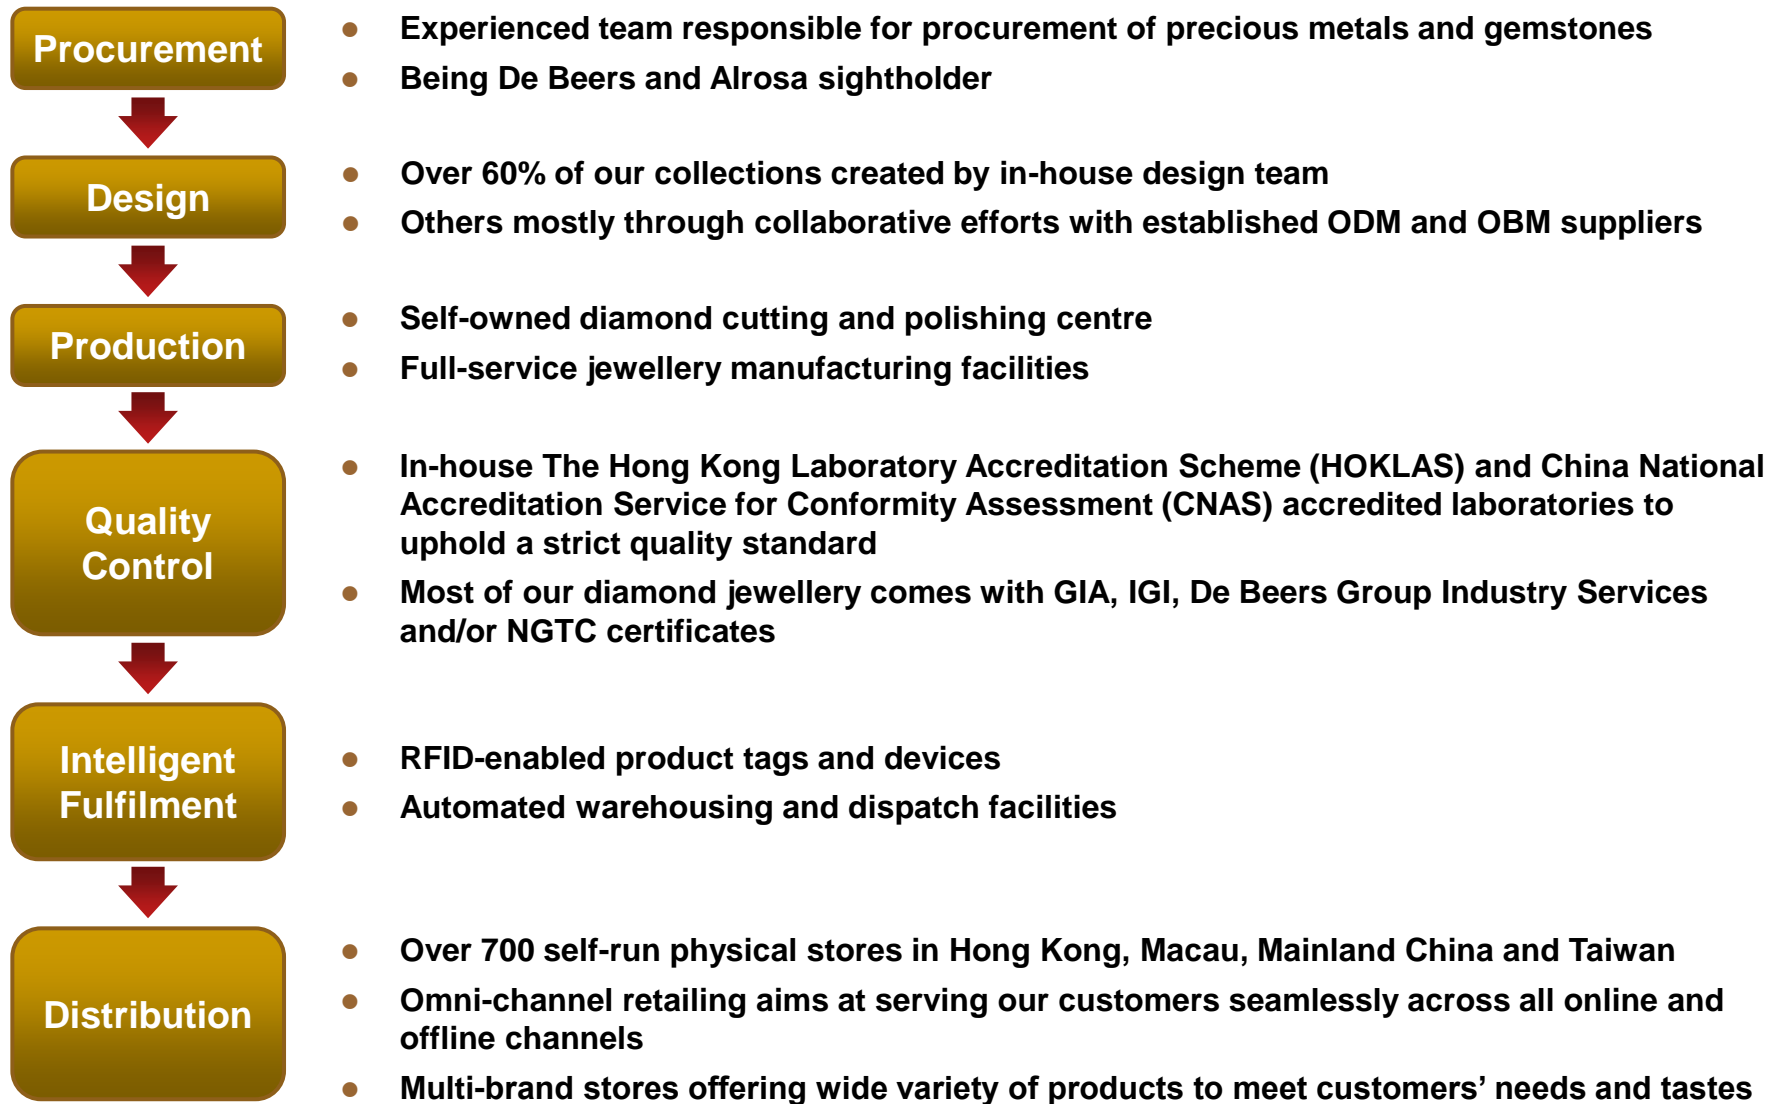 Procurement
● Experienced team responsible for procurement of precious metals and gemstones
● Being De Beers and Alrosa sightholder
Design
● Over 60% of our collections created by in-house design team
● Others mostly through collaborative efforts with established ODM and OBM suppliers
Production
● Self-owned diamond cutting and polishing centre
● Full-service jewellery manufacturing facilities
Quality
Control
● In-house The Hong Kong Laboratory Accreditation Scheme (HOKLAS) and China National
Accreditation Service for Conformity Assessment (CNAS) accredited laboratories to
uphold a strict quality standard
● Most of our diamond jewellery comes with GIA, IGI, De Beers Group Industry Services
and/or NGTC certificates
Intelligent
Fulfilment
● RFID-enabled product tags and devices
● Automated warehousing and dispatch facilities
Distribution
● Over 700 self-run physical stores in Hong Kong, Macau, Mainland China and Taiwan
● Omni-channel retailing aims at serving our customers seamlessly across all online and
offline channels
● Multi-brand stores offering wide variety of products to meet customers’ needs and tastes